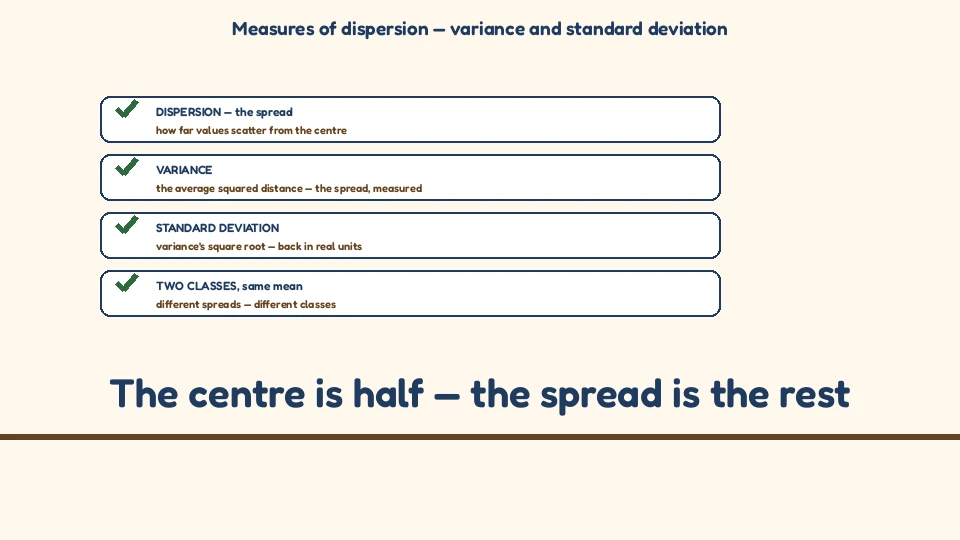 Measures of dispersion — variance and standard deviation
DISPERSION — the spread
how far values scatter from the centre
VARIANCE
the average squared distance — the spread, measured
STANDARD DEVIATION
variance's square root — back in real units
TWO CLASSES, same mean
different spreads — different classes
The centre is half — the spread is the rest